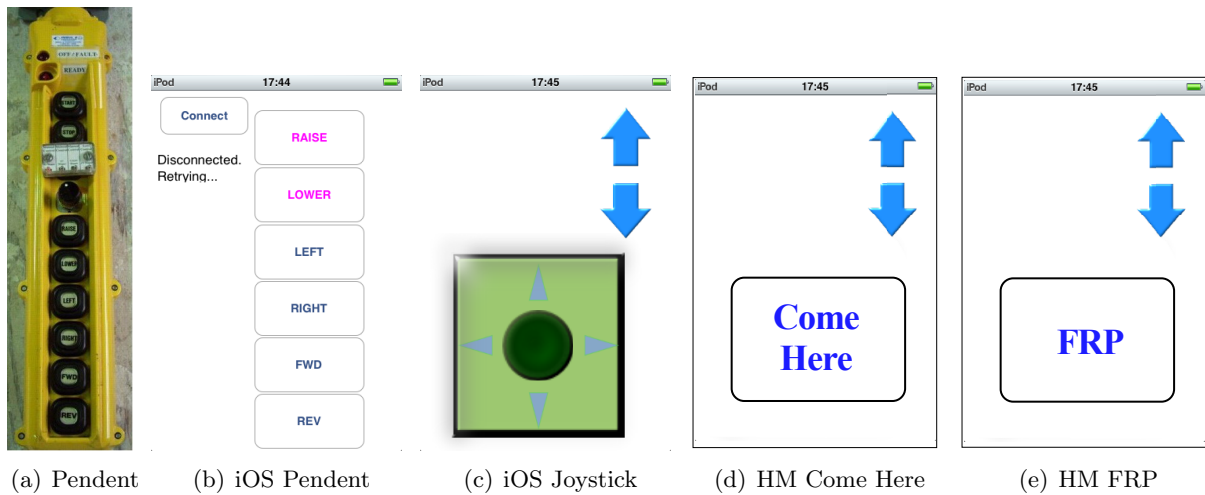 OFF / FAULT
READY
START
STOP
RAISE
LOWER
LEFT
RIGHT
FWD
REV
(a) Pendent
iPod 17:44
Connect
Disconnected.
Retrying...
RAISE
LOWER
LEFT
RIGHT
FWD
REV
(b) iOS Pendent
iPod 17:45
(c) iOS Joystick
iPod 17:45
Come
Here
(d) HM Come Here
iPod 17:45
FRP
(e) HM FRP